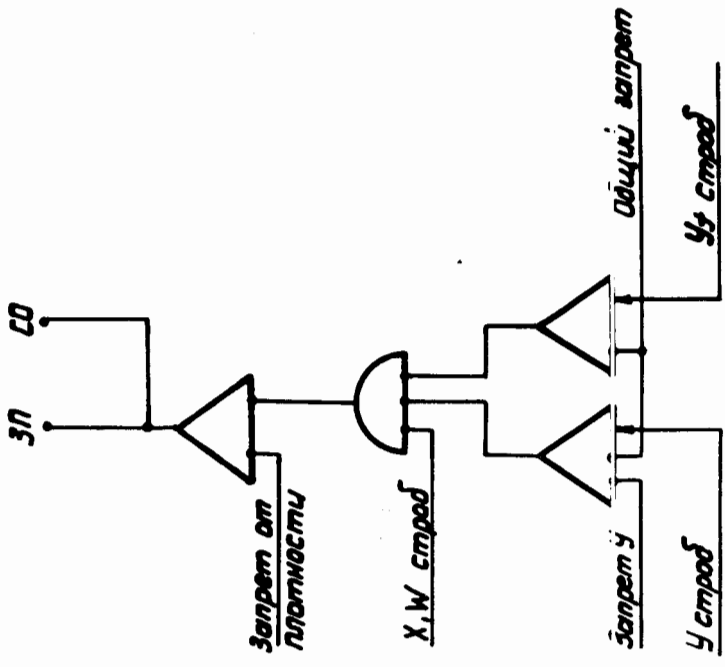 ЗП
СО
Запрет от
плотности
X, W строб
Запрет У
У строб
Общий запрет
У₁ строб